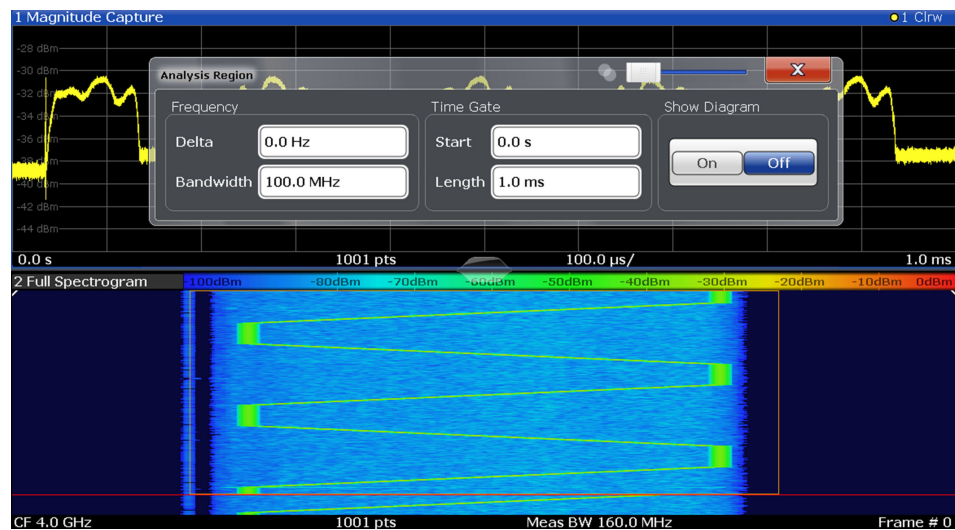 1 Magnitude Capture
1 Clrw
-28 dBm
-30 dBm
-32 dBm
-34 dBm
-36 dBm
-38 dBm
-40 dBm
-42 dBm
-44 dBm
Analysis Region
X
Frequency
Time Gate
Show Diagram
Delta 0.0 Hz
Start 0.0 s
On Off
Bandwidth 100.0 MHz
Length 1.0 ms
0.0 s 1001 pts 100.0 µs/ 1.0 ms
2 Full Spectrogram -100dBm -80dBm -70dBm -60dBm -50dBm -40dBm -30dBm -20dBm -10dBm 0dBm
CF 4.0 GHz 1001 pts Meas BW 160.0 MHz Frame # 0